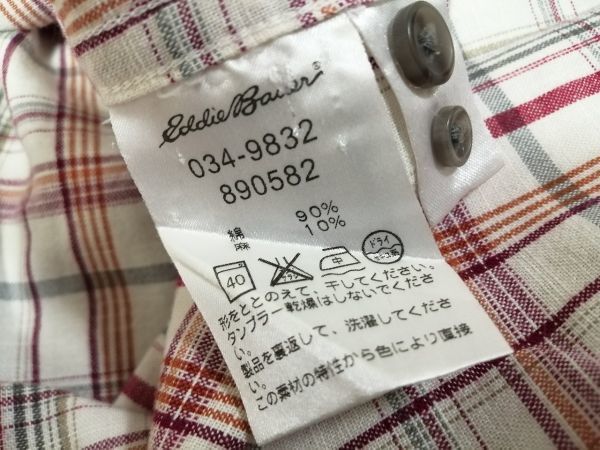 Eddie Bauer®
034-9832
890582
綿 90%
麻 10%
40 中 ドライ
形をととのえて、干してください。
タンブラー乾燥はしないでくださ
い。
製品を裏返して、洗濯してくださ
い。
この素材の特性から色により直接